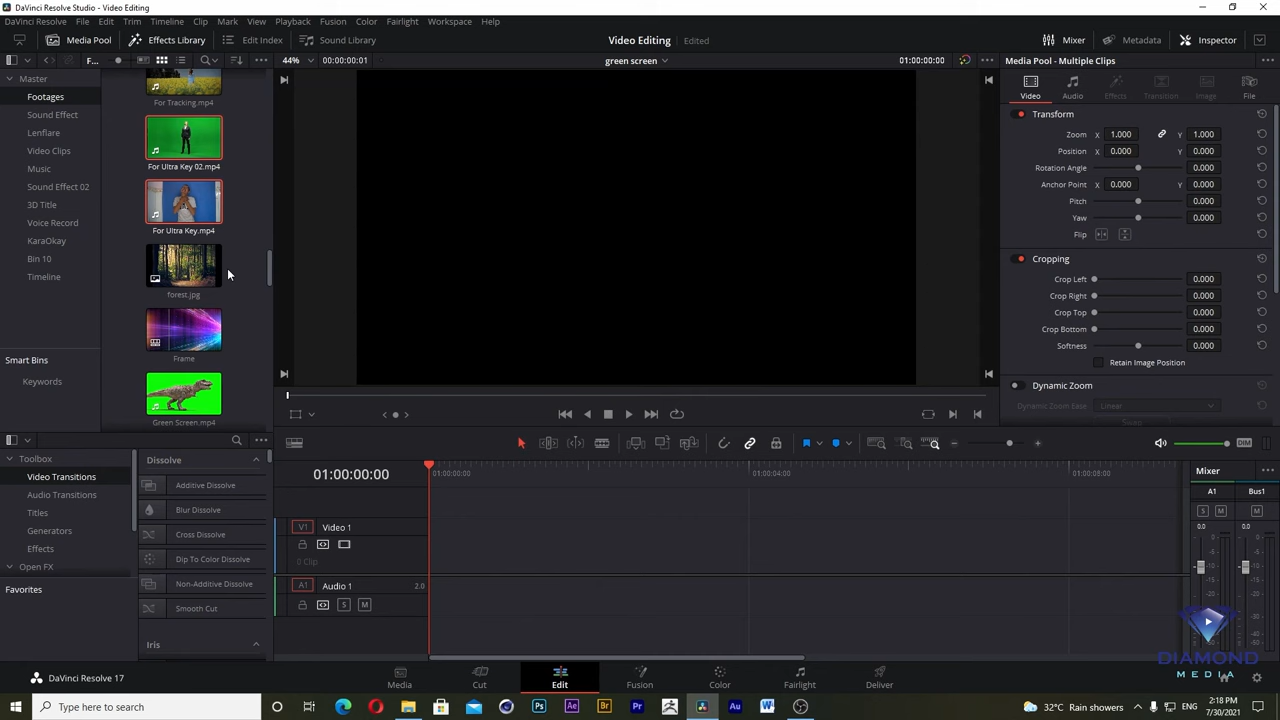 DaVinci Resolve Studio - Video Editing
DaVinci Resolve File Edit Trim Timeline Clip Mark View Playback Fusion Color Fairlight Workspace Help
Media Pool Effects Library Edit Index Sound Library Video Editing Edited Mixer Metadata Inspector
F... 44% 00:00:00:01 green screen 01:00:00:00 Media Pool - Multiple Clips
Master
Footages
Sound Effect
Lenflare
Video Clips
Music
Sound Effect 02
3D Title
Voice Record
KaraOkay
Bin 10
Timeline
Smart Bins
Keywords
For Tracking.mp4
For Ultra Key 02.mp4
For Ultra Key.mp4
forest.jpg
Frame
Green Screen.mp4
Video Audio Effects Transition Image File
Transform
Zoom X 1.000 Y 1.000
Position X 0.000 Y 0.000
Rotation Angle 0.000
Anchor Point X 0.000 Y 0.000
Pitch 0.000
Yaw 0.000
Flip
Cropping
Crop Left 0.000
Crop Right 0.000
Crop Top 0.000
Crop Bottom 0.000
Softness 0.000
Retain Image Position
Dynamic Zoom
Dynamic Zoom Ease Linear
Swap
Toolbox
Video Transitions
Audio Transitions
Titles
Generators
Effects
Open FX
Favorites
Dissolve
Additive Dissolve
Blur Dissolve
Cross Dissolve
Dip To Color Dissolve
Non-Additive Dissolve
Smooth Cut
Iris
DIM
01:00:00:00 01:00:00:00 01:00:04:00
V1 Video 1
0 Clip
A1 Audio 1 2.0
S M
Mixer
A1 Bus1
S M M
0.0 0.0
DIAMOND
MEDIA
DaVinci Resolve 17
Media Cut Edit Fusion Color Fairlight Deliver
Type here to search
32°C Rain showers
ENG
2:18 PM
7/30/2021